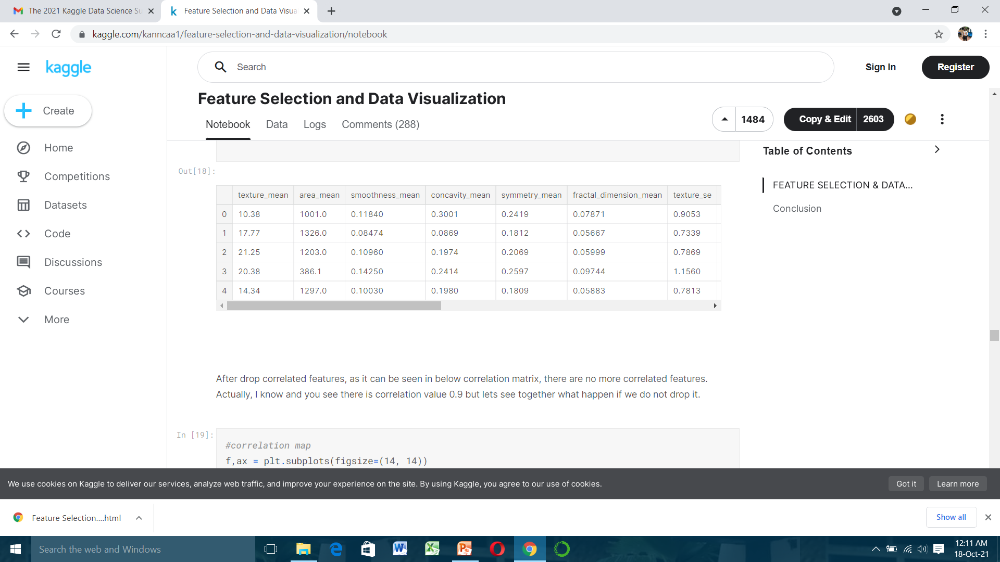 The 2021 Kaggle Data Science Su
Feature Selection and Data Visua
kaggle.com/kanncaa1/feature-selection-and-data-visualization/notebook
kaggle
Search
Sign In
Register
Create
Home
Competitions
Datasets
Code
Discussions
Courses
More
Feature Selection and Data Visualization
Notebook Data Logs Comments (288)
1484
Copy & Edit 2603
Table of Contents
FEATURE SELECTION & DATA...
Conclusion
Out[18]:
texture_mean area_mean smoothness_mean concavity_mean symmetry_mean fractal_dimension_mean texture_se
0 10.38 1001.0 0.11840 0.3001 0.2419 0.07871 0.9053
1 17.77 1326.0 0.08474 0.0869 0.1812 0.05667 0.7339
2 21.25 1203.0 0.10960 0.1974 0.2069 0.05999 0.7869
3 20.38 386.1 0.14250 0.2414 0.2597 0.09744 1.1560
4 14.34 1297.0 0.10030 0.1980 0.1809 0.05883 0.7813
After drop correlated features, as it can be seen in below correlation matrix, there are no more correlated features.
Actually, I know and you see there is correlation value 0.9 but lets see together what happen if we do not drop it.
In [19]:
#correlation map
f,ax = plt.subplots(figsize=(14, 14))
We use cookies on Kaggle to deliver our services, analyze web traffic, and improve your experience on the site. By using Kaggle, you agree to our use of cookies.
Got it
Learn more
Feature Selection....html
Show all
Search the web and Windows
12:11 AM
18-Oct-21